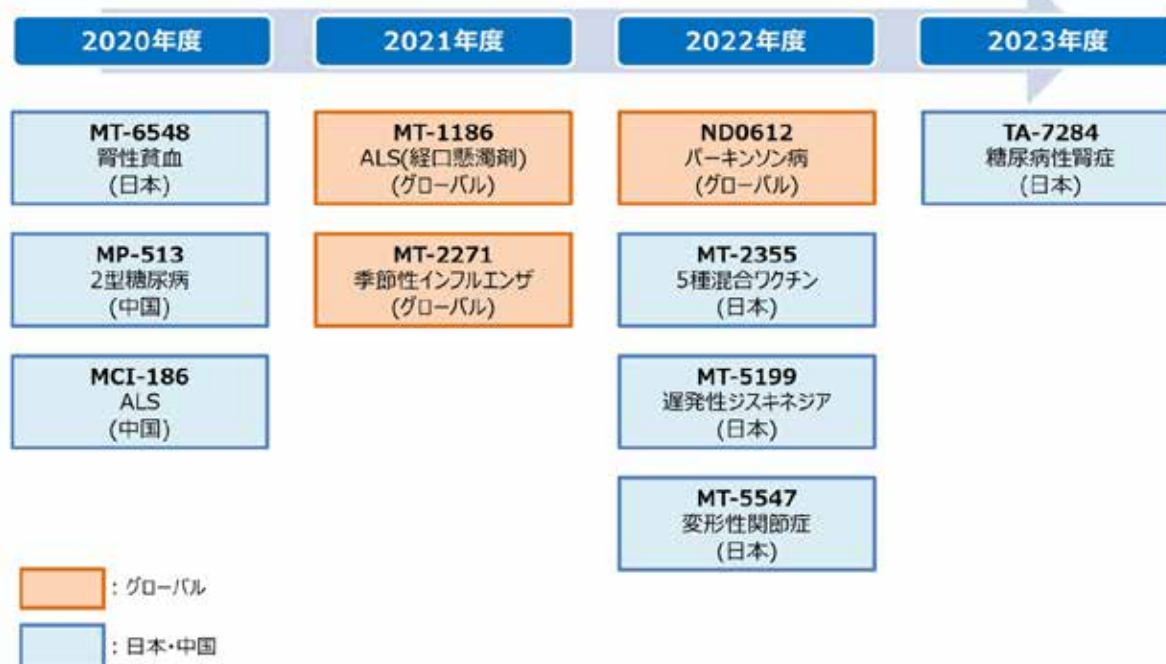 2020年度
2021年度
2022年度
2023年度
MT-6548
腎性貧血
(日本)
MP-513
2型糖尿病
(中国)
MCI-186
ALS
(中国)
MT-1186
ALS(経口懸濁剤)
(グローバル)
MT-2271
季節性インフルエンザ
(グローバル)
ND0612
パーキンソン病
(グローバル)
MT-2355
5種混合ワクチン
(日本)
MT-5199
遅発性ジスキネジア
(日本)
MT-5547
変形性関節症
(日本)
TA-7284
糖尿病性腎症
(日本)
: グローバル
: 日本・中国